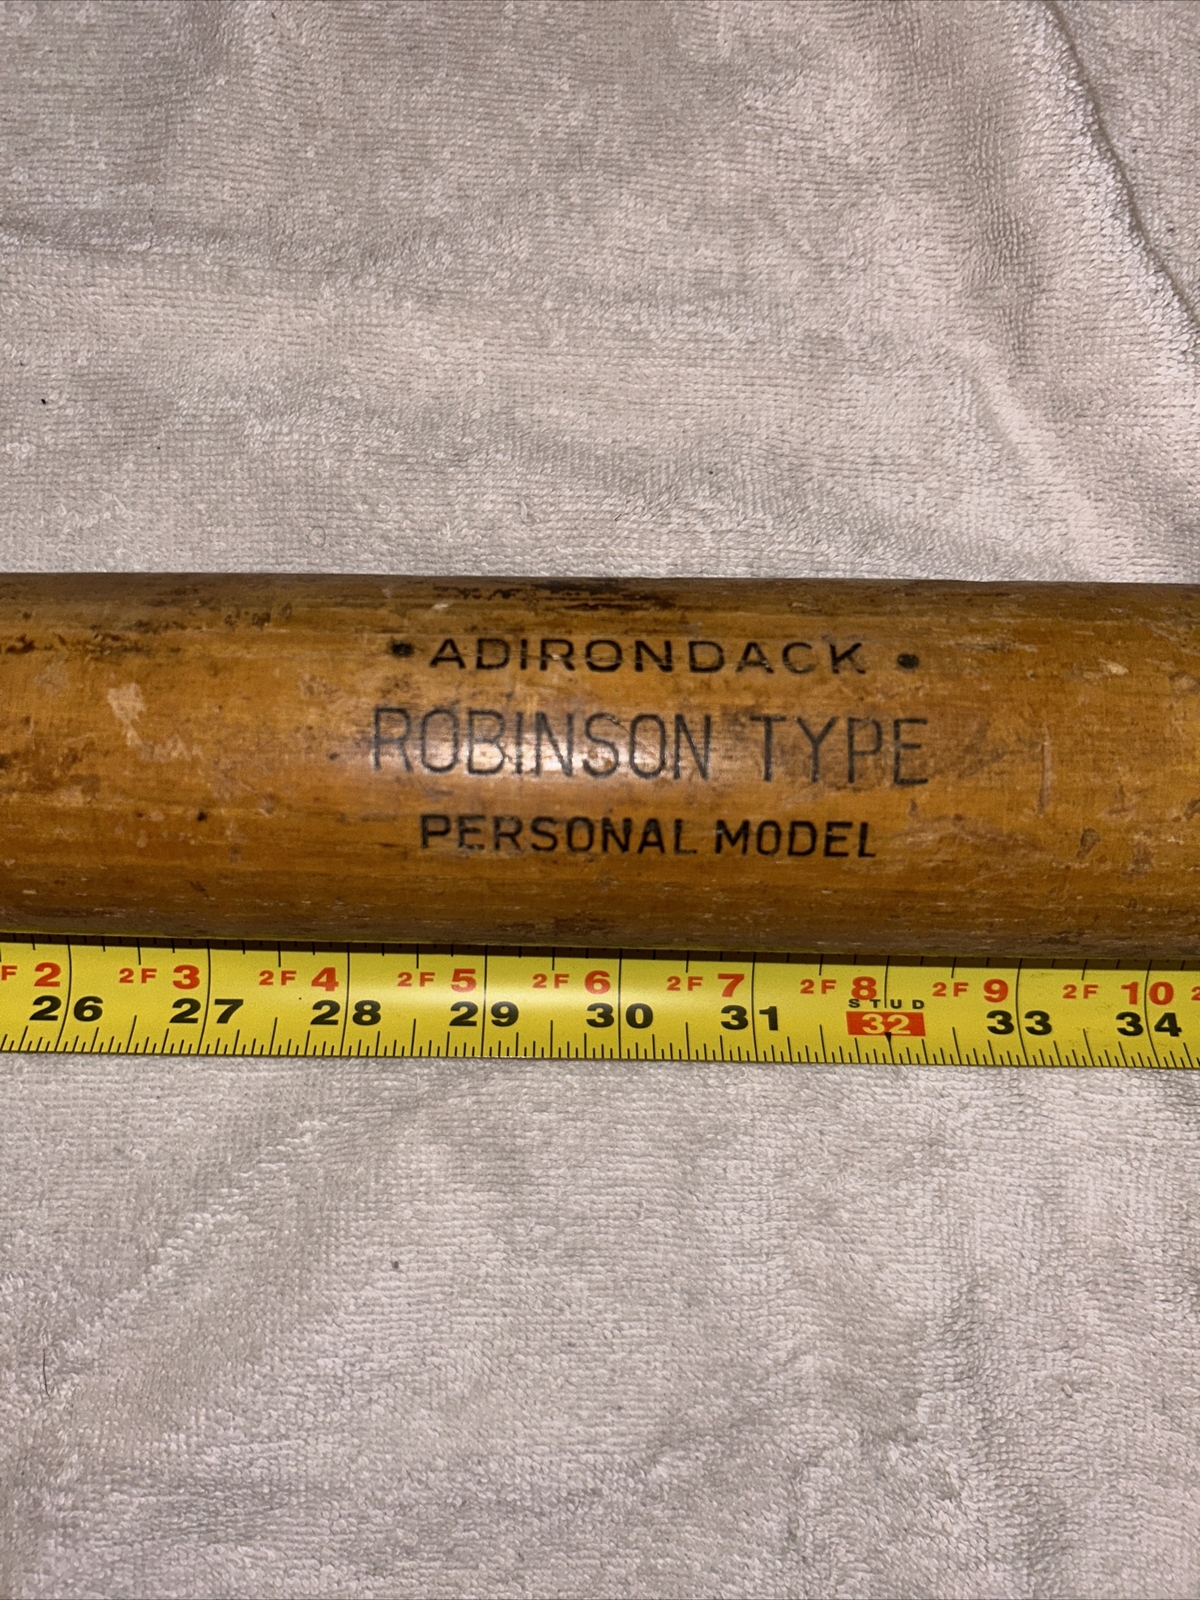 • ADIRONDACK •
ROBINSON TYPE
PERSONAL MODEL
F 2 2F 3 2F 4 2F 5 2F 6 2F 7 2F 8 2F 9 2F 10 2
STUD
26 27 28 29 30 31 32 33 34